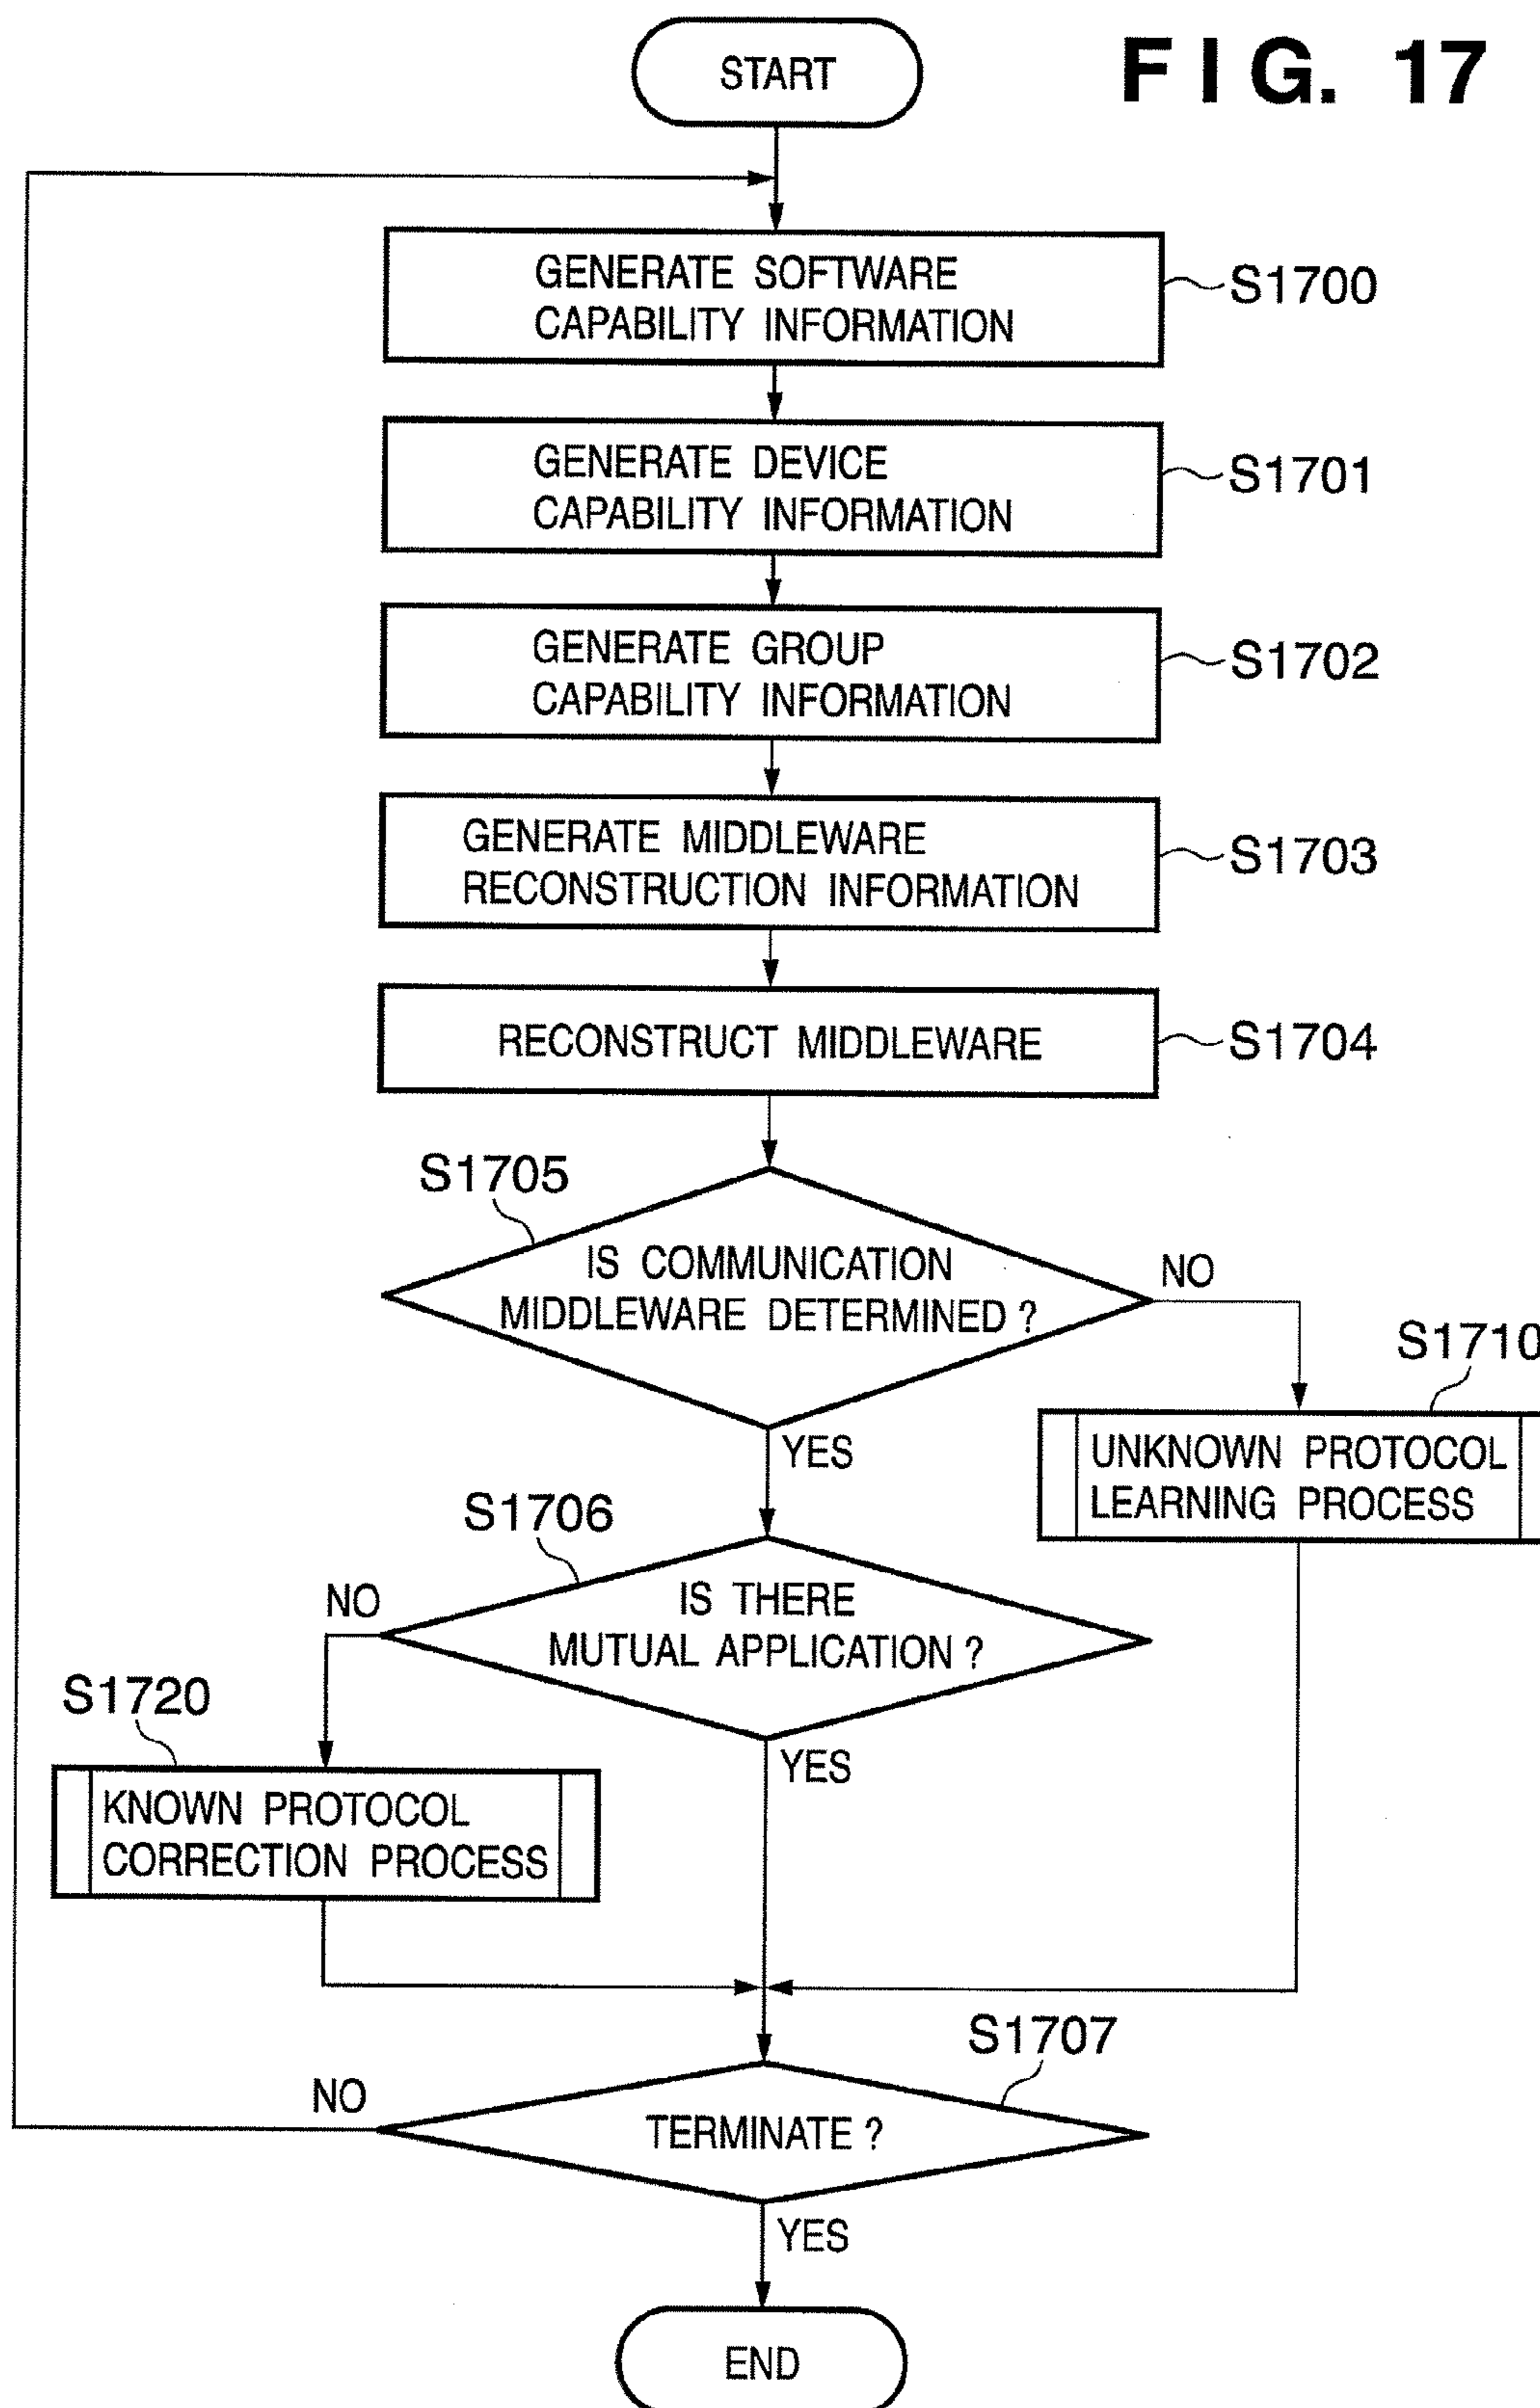 START
FIG. 17
GENERATE SOFTWARE
CAPABILITY INFORMATION
S1700
GENERATE DEVICE
CAPABILITY INFORMATION
S1701
GENERATE GROUP
CAPABILITY INFORMATION
S1702
GENERATE MIDDLEWARE
RECONSTRUCTION INFORMATION
S1703
RECONSTRUCT MIDDLEWARE
S1704
S1705
IS COMMUNICATION
MIDDLEWARE DETERMINED ?
NO
YES
S1710
UNKNOWN PROTOCOL
LEARNING PROCESS
S1706
IS THERE
MUTUAL APPLICATION ?
NO
YES
S1720
KNOWN PROTOCOL
CORRECTION PROCESS
S1707
TERMINATE ?
NO
YES
END